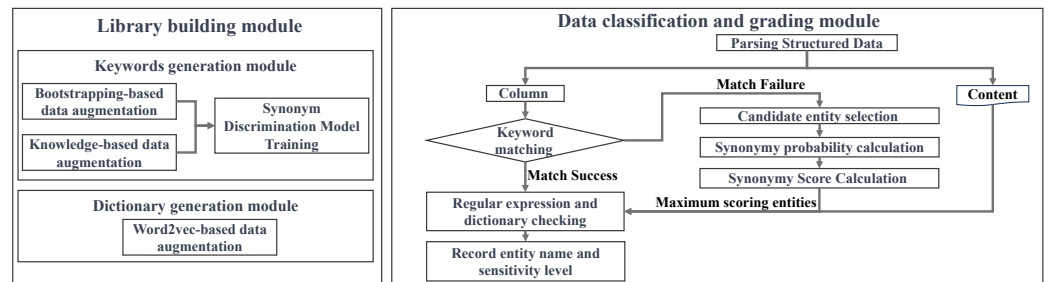 Library building module
Keywords generation module
Bootstrapping-based
data augmentation
Knowledge-based data
augmentation
Synonym
Discrimination Model
Training
Dictionary generation module
Word2vec-based data
augmentation
Data classification and grading module
Parsing Structured Data
Column
Match Failure
Content
Keyword
matching
Candidate entity selection
Synonymy probability calculation
Synonymy Score Calculation
Match Success
Maximum scoring entities
Regular expression and
dictionary checking
Record entity name and
sensitivity level